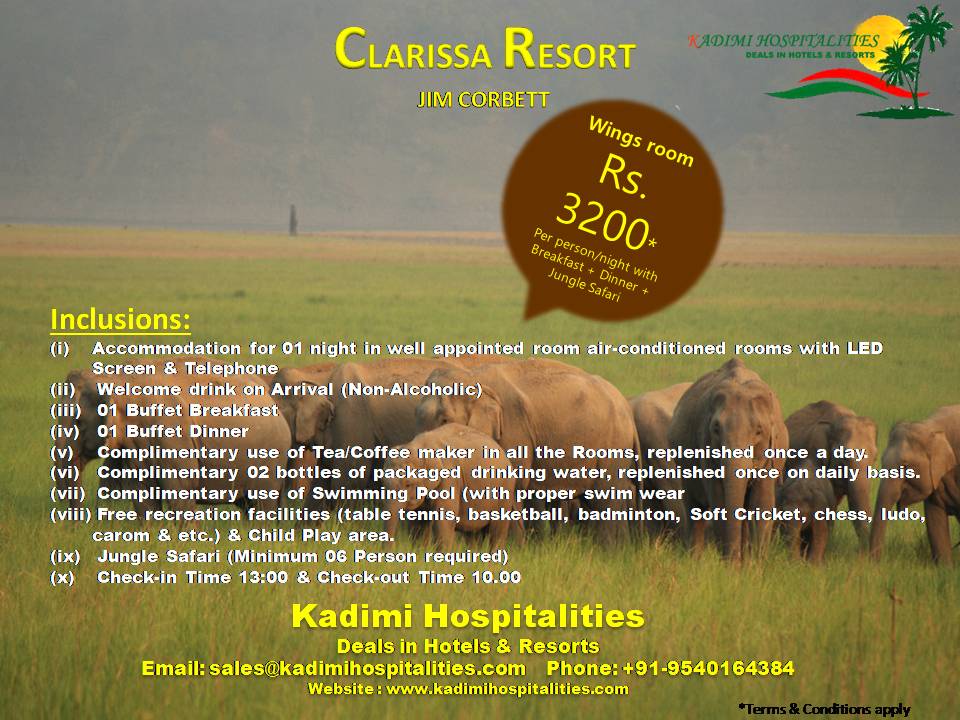 CLARISSA RESORT
JIM CORBETT
KADIMI HOSPITALITIES
DEALS IN HOTELS & RESORTS
Wings room
Rs.
3200*
Per person/night with
Breakfast + Dinner +
Jungle Safari
Inclusions:
(i) Accommodation for 01 night in well appointed room air-conditioned rooms with LED
Screen & Telephone
(ii) Welcome drink on Arrival (Non-Alcoholic)
(iii) 01 Buffet Breakfast
(iv) 01 Buffet Dinner
(v) Complimentary use of Tea/Coffee maker in all the Rooms, replenished once a day.
(vi) Complimentary 02 bottles of packaged drinking water, replenished once on daily basis.
(vii) Complimentary use of Swimming Pool (with proper swim wear
(viii) Free recreation facilities (table tennis, basketball, badminton, Soft Cricket, chess, ludo,
carom & etc.) & Child Play area.
(ix) Jungle Safari (Minimum 06 Person required)
(x) Check-in Time 13:00 & Check-out Time 10.00
Kadimi Hospitalities
Deals in Hotels & Resorts
Email: sales@kadimihospitalities.com Phone: +91-9540164384
Website : www.kadimihospitalities.com
*Terms & Conditions apply